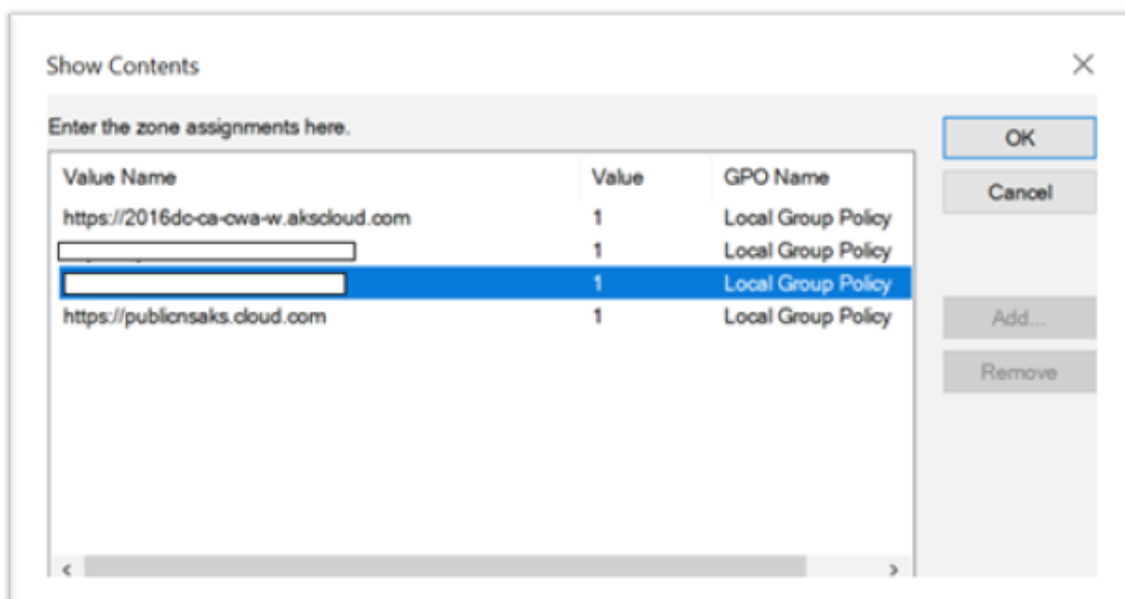 Show Contents
Enter the zone assignments here.
OK
Cancel
Value Name Value GPO Name
https://2016dc-ca-cwa-w.akscloud.com 1 Local Group Policy
1 Local Group Policy
1 Local Group Policy
https://publicnsaks.cloud.com 1 Local Group Policy
Add...
Remove